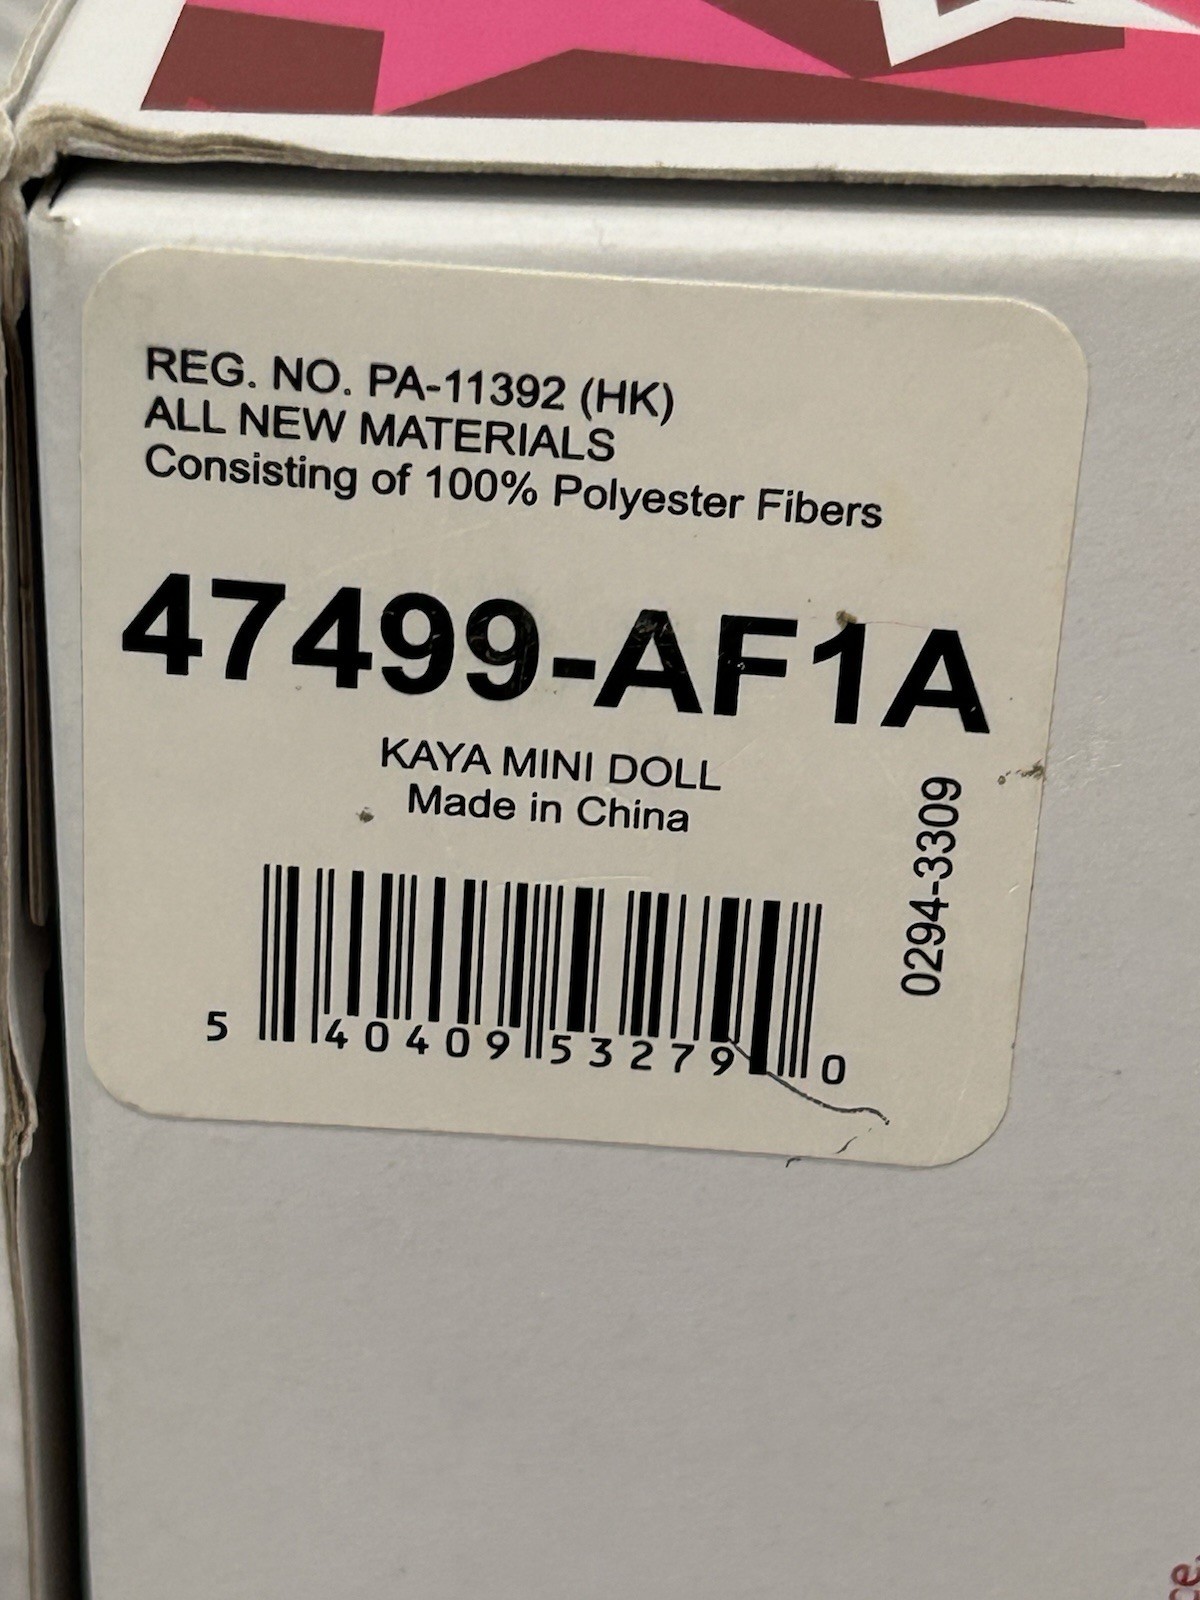 REG. NO. PA-11392 (HK)
ALL NEW MATERIALS
Consisting of 100% Polyester Fibers
47499-AF1A
KAYA MINI DOLL
Made in China
0294-3309
5 40409 53279 0